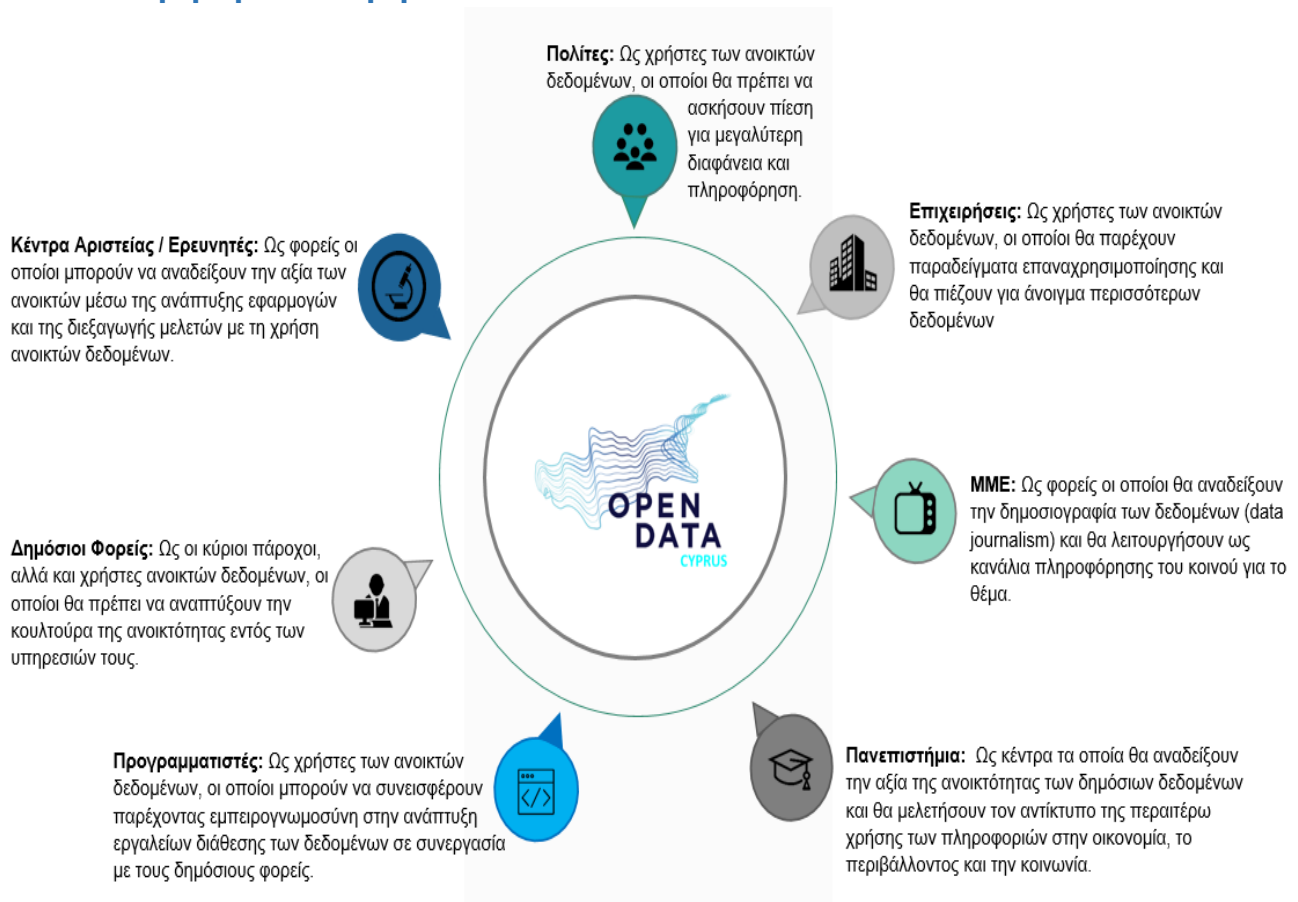 Πολίτες: Ως χρήστες των ανοικτών
δεδομένων, οι οποίοι θα πρέπει να
ασκήσουν πίεση
για μεγαλύτερη
διαφάνεια και
πληροφόρηση.
Επιχειρήσεις: Ως χρήστες των ανοικτών
δεδομένων, οι οποίοι θα παρέχουν
παραδείγματα επαναχρησιμοποίησης και
θα πιέζουν για άνοιγμα περισσότερων
δεδομένων
ΜΜΕ: Ως φορείς οι οποίοι θα αναδείξουν
την δημοσιογραφία των δεδομένων (data
journalism) και θα λειτουργήσουν ως
κανάλια πληροφόρησης του κοινού για το
θέμα.
Πανεπιστήμια: Ως κέντρα τα οποία θα αναδείξουν
την αξία της ανοικτότητας των δημόσιων δεδομένων
και θα μελετήσουν τον αντίκτυπο της περαιτέρω
χρήσης των πληροφοριών στην οικονομία, το
περιβάλλοντος και την κοινωνία.
Προγραμματιστές: Ως χρήστες των ανοικτών
δεδομένων, οι οποίοι μπορούν να συνεισφέρουν
παρέχοντας εμπειρογνωμοσύνη στην ανάπτυξη
εργαλείων διάθεσης των δεδομένων σε συνεργασία
με τους δημόσιους φορείς.
Δημόσιοι Φορείς: Ως οι κύριοι πάροχοι,
αλλά και χρήστες ανοικτών δεδομένων, οι
οποίοι θα πρέπει να αναπτύξουν την
κουλτούρα της ανοικτότητας εντός των
υπηρεσιών τους.
Κέντρα Αριστείας / Ερευνητές: Ως φορείς οι
οποίοι μπορούν να αναδείξουν την αξία των
ανοικτών μέσω της ανάπτυξης εφαρμογών
και της διεξαγωγής μελετών με τη χρήση
ανοικτών δεδομένων.
OPEN
DATA
CYPRUS